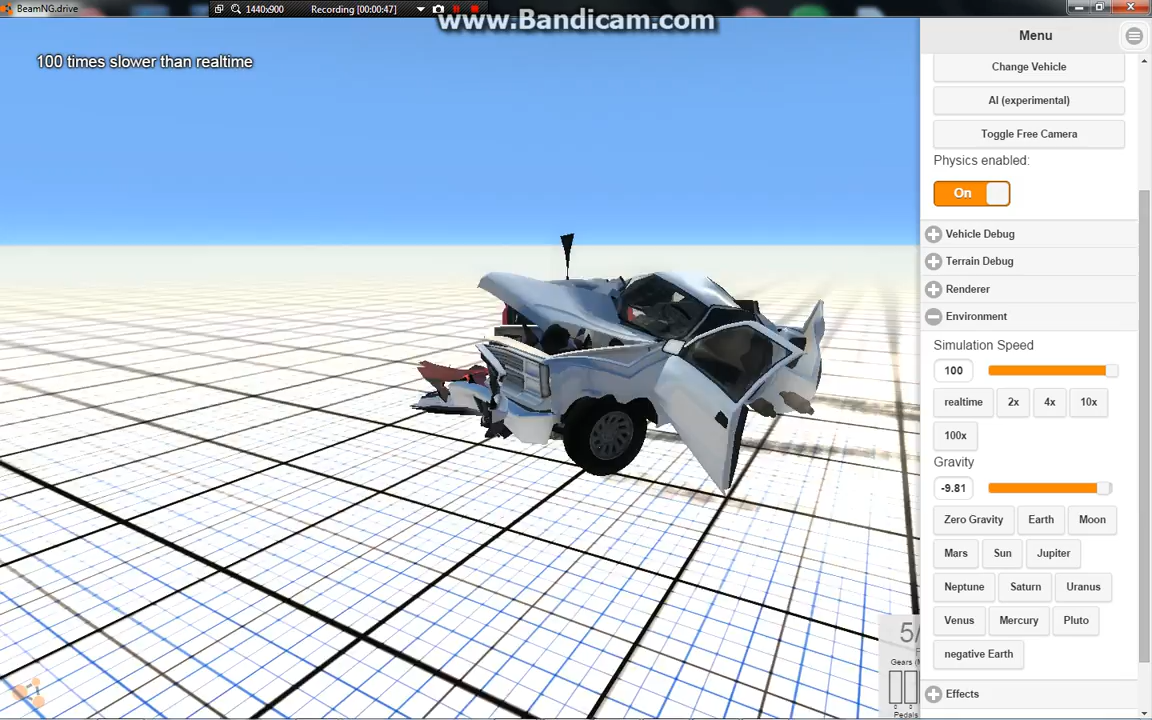 BeamNG.drive
1440x900
Recording [00:00:47]
www.Bandicam.com
100 times slower than realtime
Menu
Change Vehicle
AI (experimental)
Toggle Free Camera
Physics enabled:
On
Vehicle Debug
Terrain Debug
Renderer
Environment
Simulation Speed
100
realtime 2x 4x 10x
100x
Gravity
-9.81
Zero Gravity Earth Moon
Mars Sun Jupiter
Neptune Saturn Uranus
Venus Mercury Pluto
negative Earth
5/
Gears (
Pedals
Effects